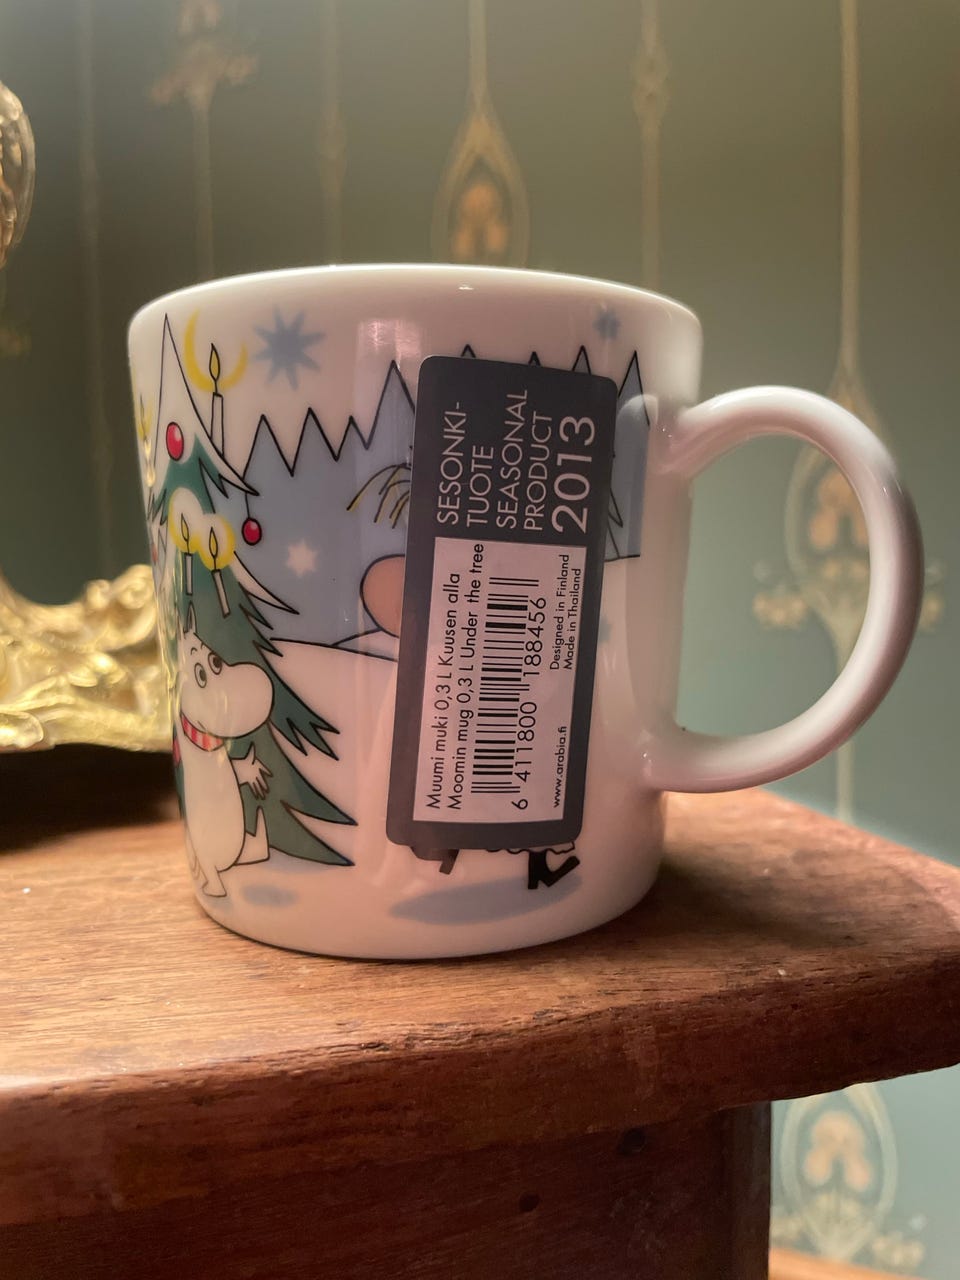 SESONKI-
TUOTE
SEASONAL
PRODUCT
2013
Muumi muki 0,3 L Kuusen alla
Moomin mug 0,3 L Under the tree
6 411800 188456
Designed in Finland
Made in Thailand
www.arabia.fi